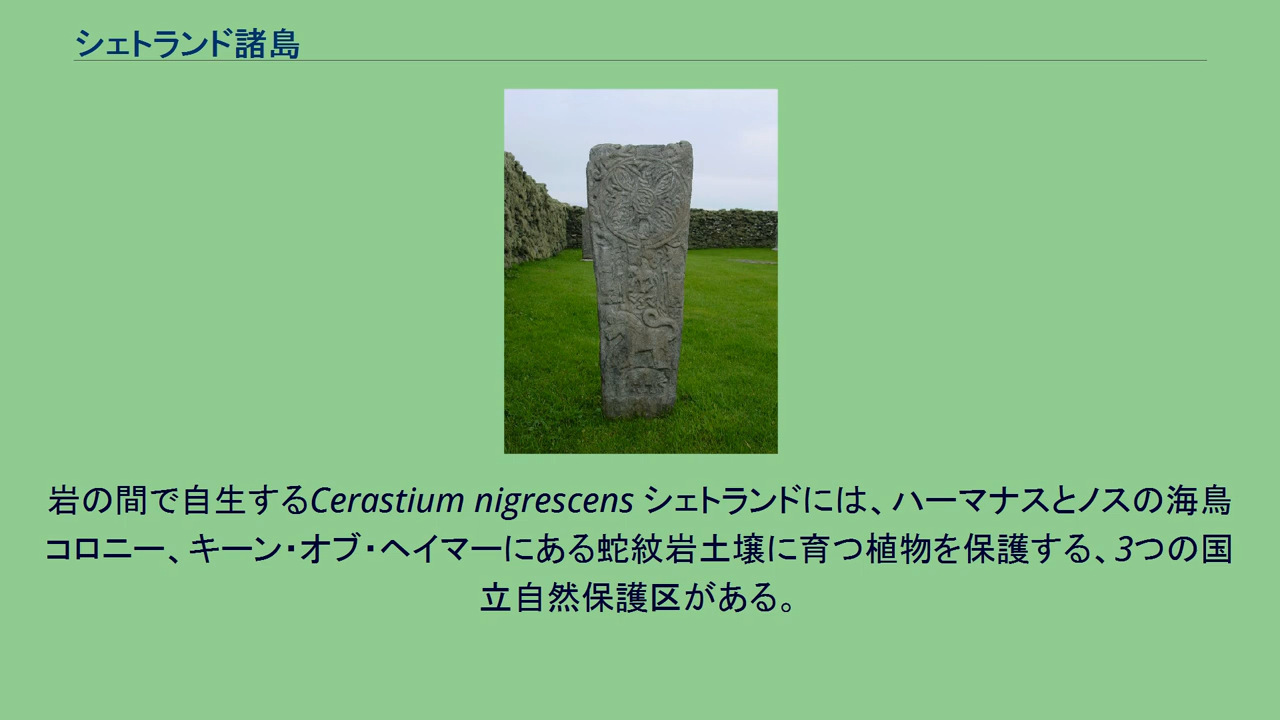 シェトランド諸島
岩の間で自生するCerastium nigrescens シェトランドには、ハーマナスとノスの海鳥
コロニー、キーン・オブ・ヘイマーにある蛇紋岩土壌に育つ植物を保護する、3つの国
立自然保護区がある。